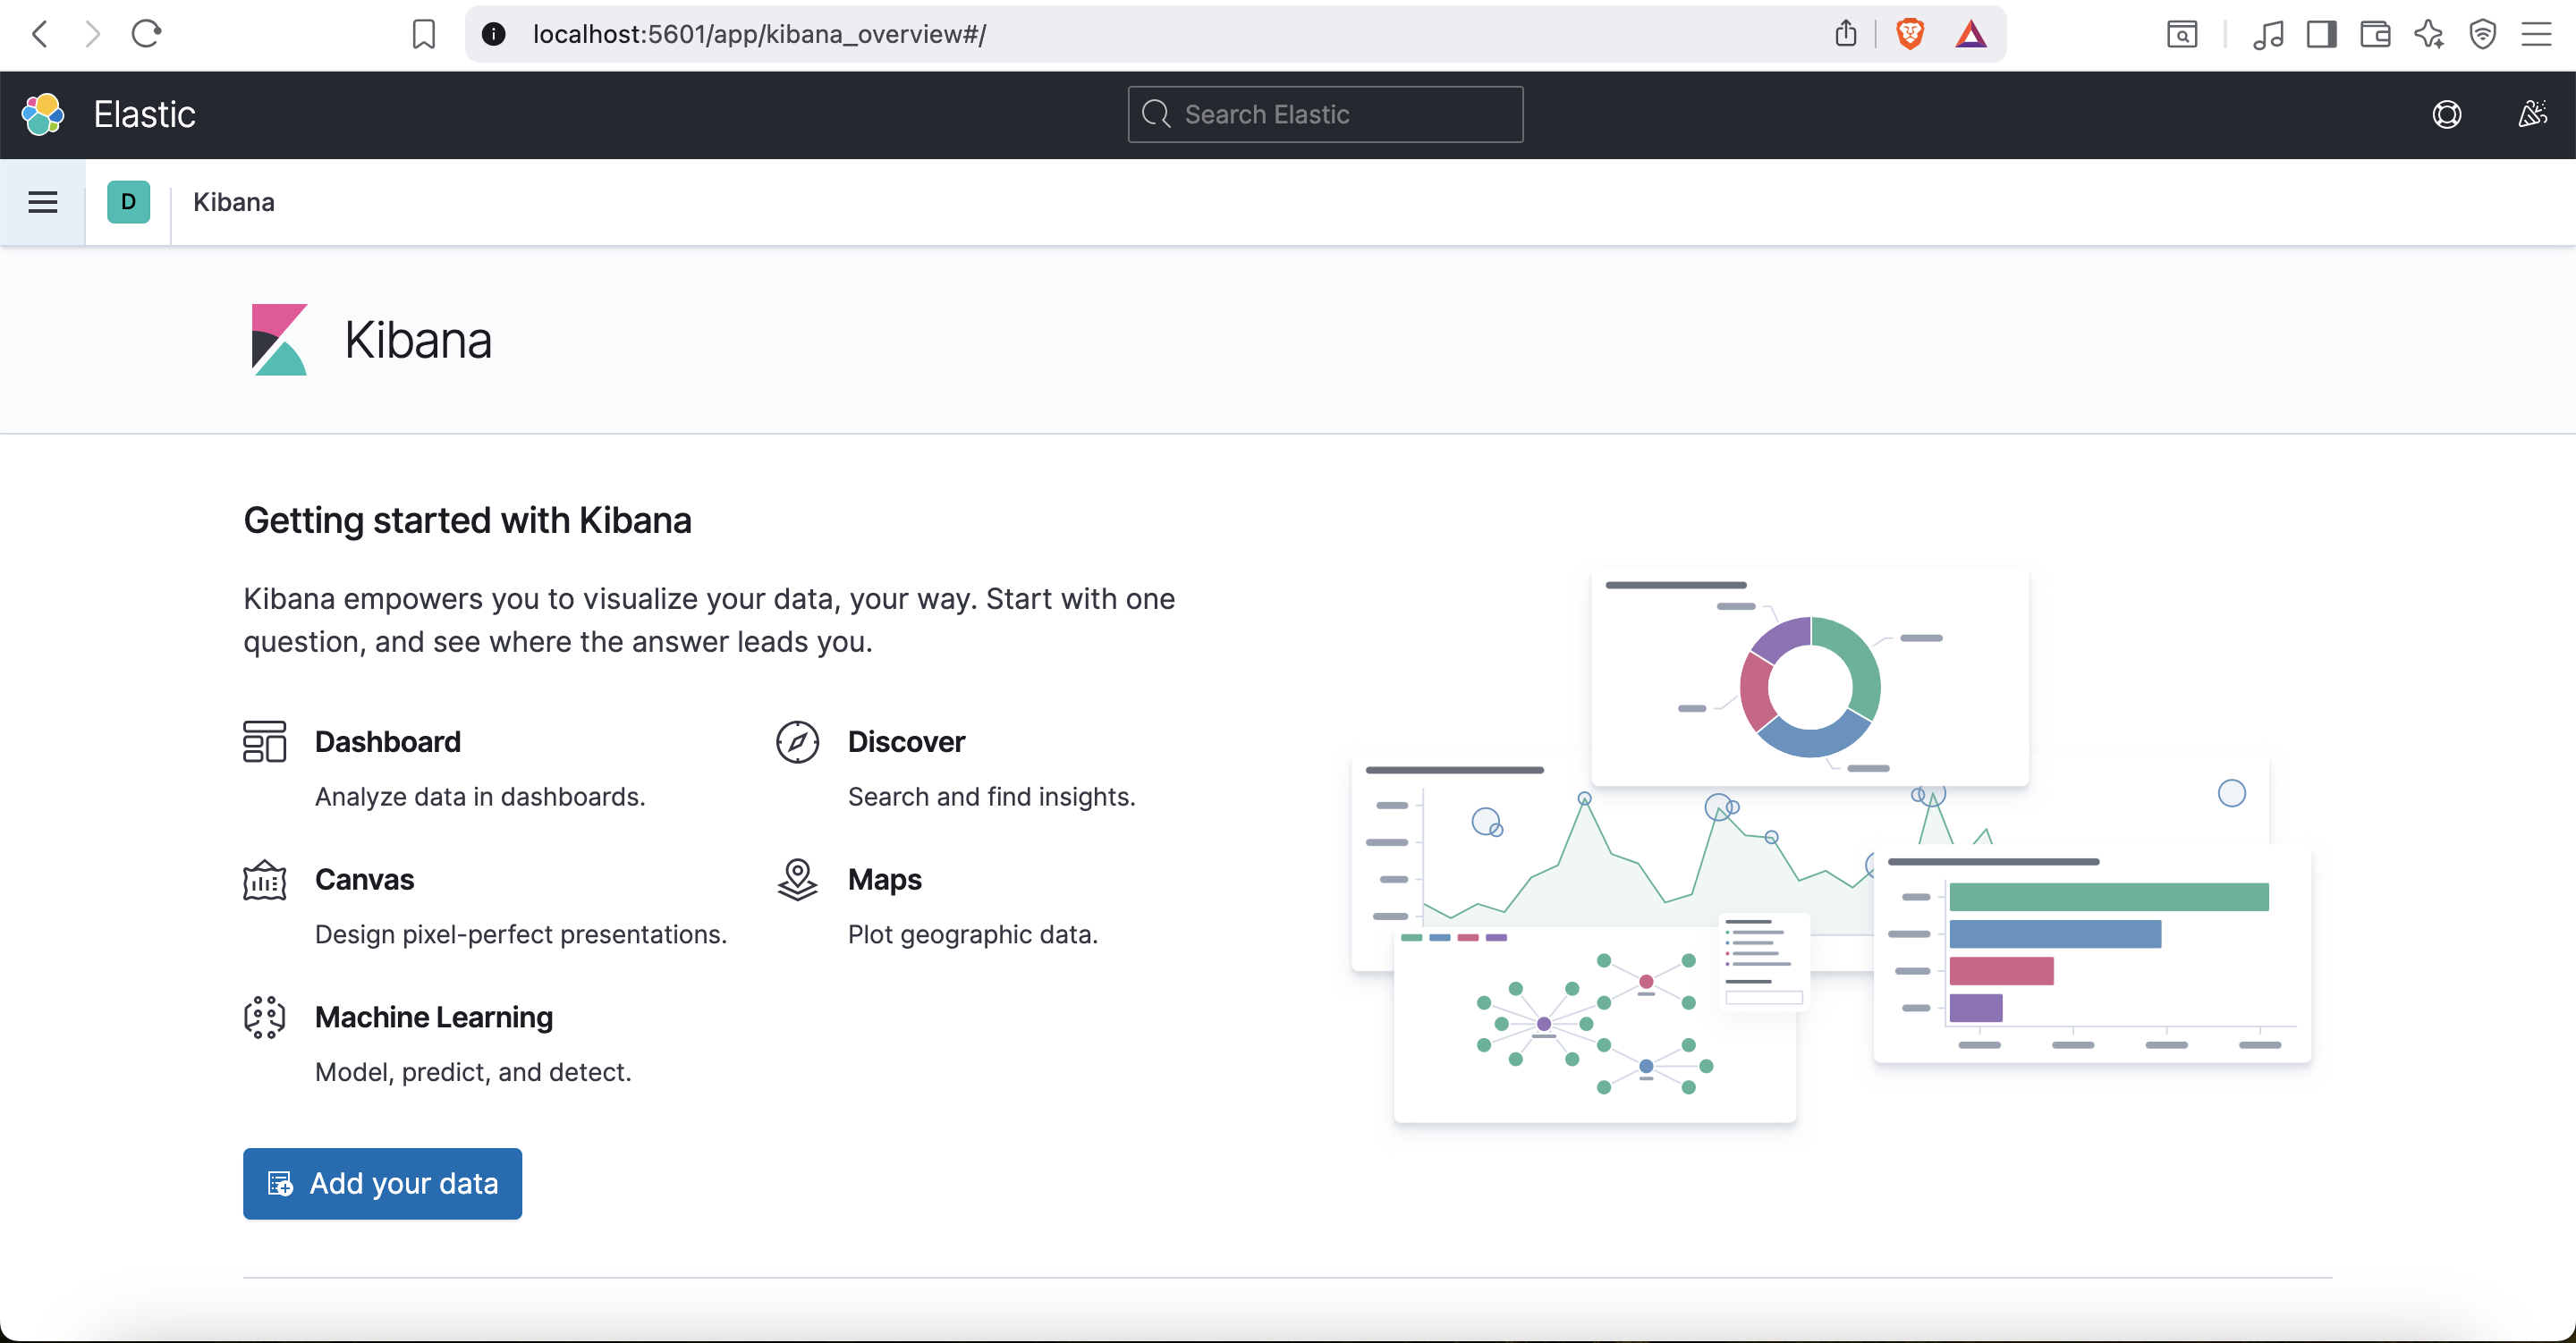 localhost:5601/app/kibana_overview#/
Elastic
Search Elastic
D
Kibana
Kibana
Getting started with Kibana
Kibana empowers you to visualize your data, your way. Start with one
question, and see where the answer leads you.
Dashboard
Analyze data in dashboards.
Discover
Search and find insights.
Canvas
Design pixel-perfect presentations.
Maps
Plot geographic data.
Machine Learning
Model, predict, and detect.
Add your data